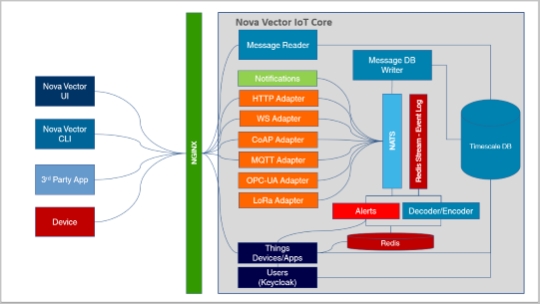 Nova Vector IoT Core
Message Reader
Message DB
Writer
Nova Vector
UI
Notifications
HTTP Adapter
WS Adapter
Nova Vector
CLI
CoAP Adapter
MQTT Adapter
3rd Party App
OPC-UA Adapter
LoRa Adapter
Device
NGINX
NATS
Redis Stream - Event Log
Timescale DB
Alerts
Decoder/Encoder
Redis
Things
Devices/Apps
Users
(Keycloak)